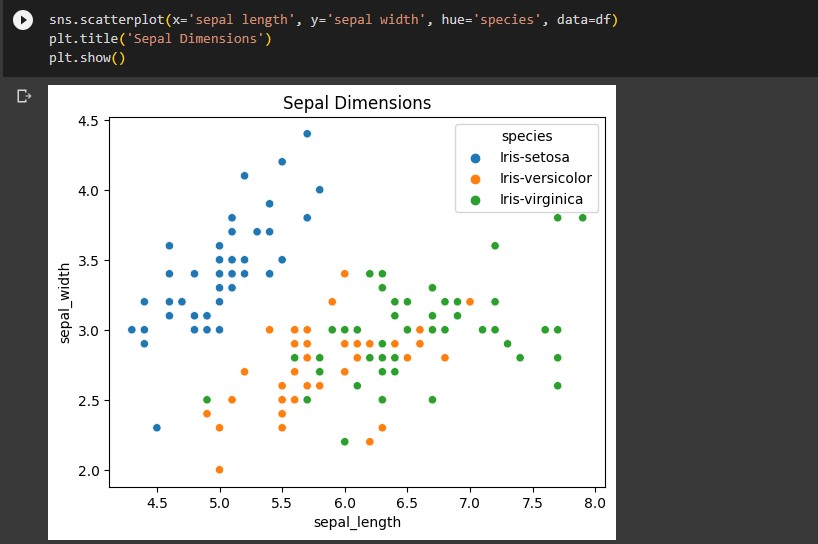 sns.scatterplot(x='sepal length', y='sepal width', hue='species', data=df)
plt.title('Sepal Dimensions')
plt.show()
Sepal Dimensions
species
Iris-setosa
Iris-versicolor
Iris-virginica
4.5
4.0
3.5
3.0
2.5
2.0
sepal_width
4.5 5.0 5.5 6.0 6.5 7.0 7.5 8.0
sepal_length